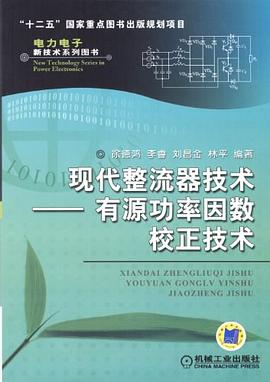 “十二五”国家重点图书出版规划项目
电力电子
新技术系列图书
New Technology Series in
Power Electronics
徐德鸿 李睿 刘昌金 林平 编著
现代整流器技术
——有源功率因数
校正技术
XIANDAI ZHENGLIUQI JISHU
YOUYUAN GONGLV YINSHU
JIAOZHENG JISHU
机械工业出版社
CHINA MACHINE PRESS